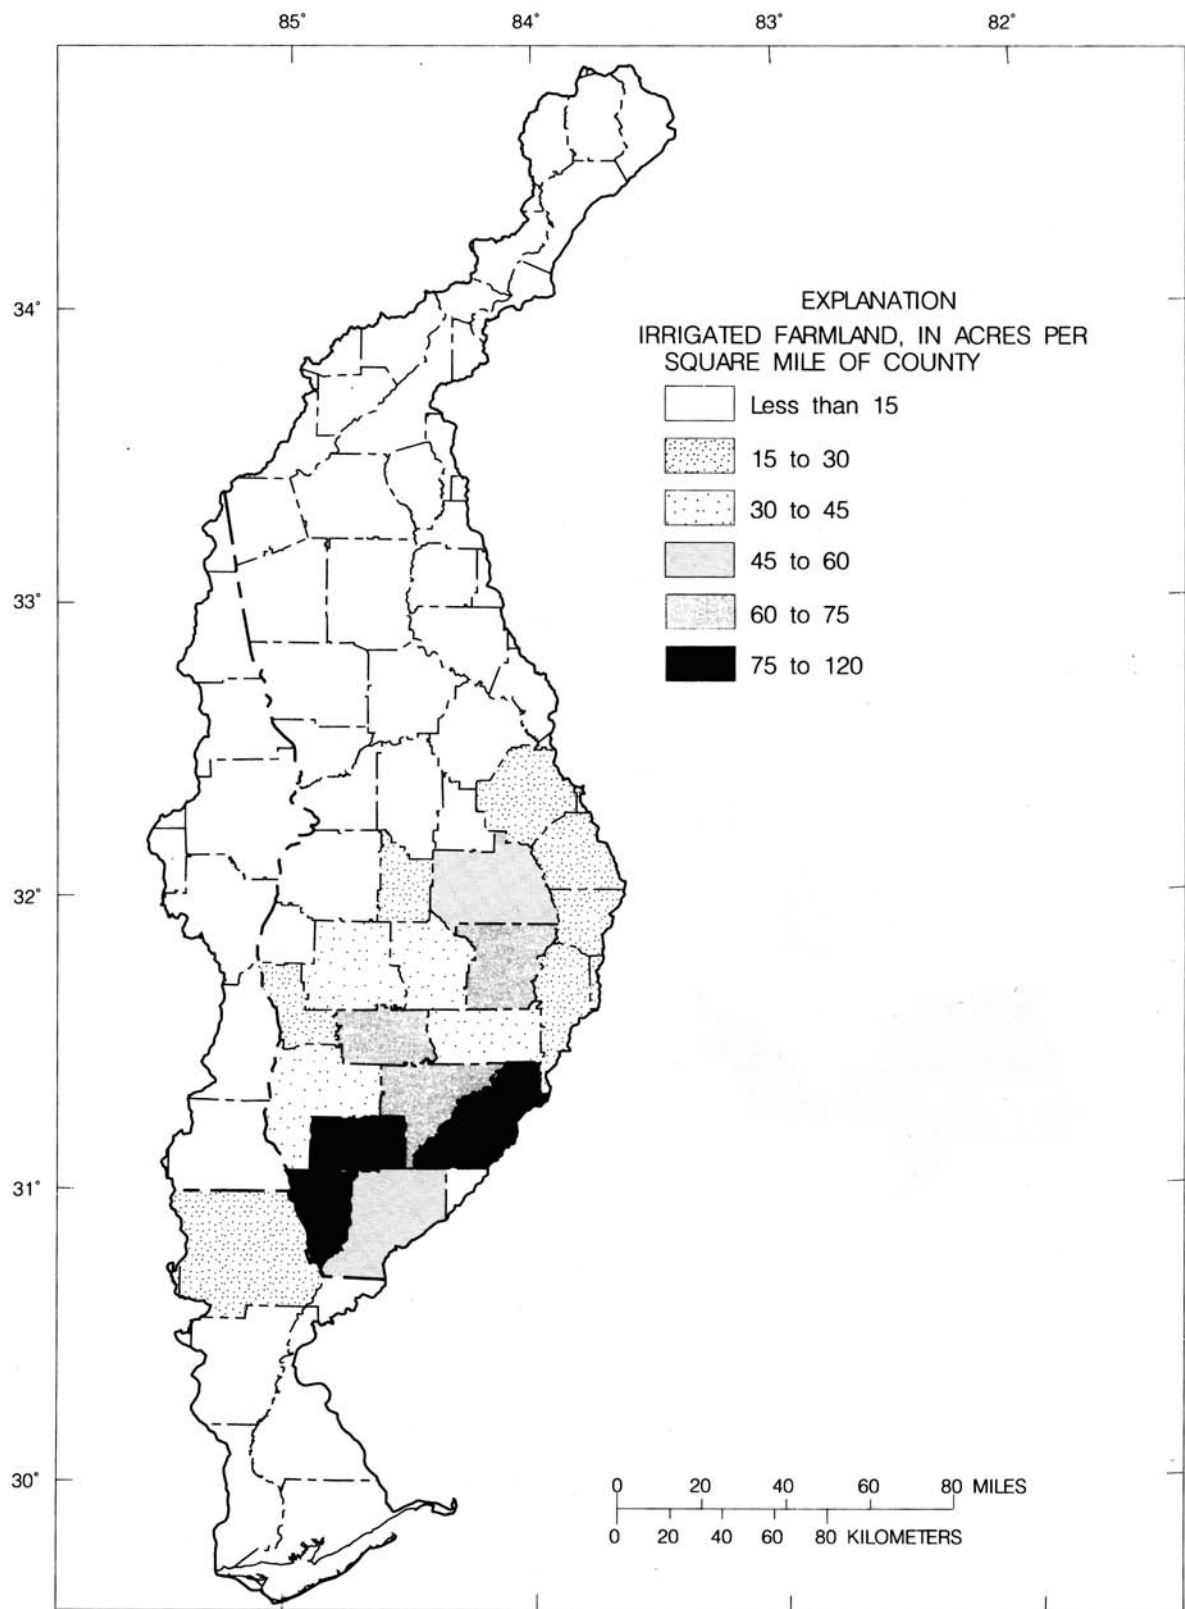 85° 84° 83° 82°
34°
33°
32°
31°
30°
EXPLANATION
IRRIGATED FARMLAND, IN ACRES PER
SQUARE MILE OF COUNTY
Less than 15
15 to 30
30 to 45
45 to 60
60 to 75
75 to 120
0 20 40 60 80 MILES
0 20 40 60 80 KILOMETERS